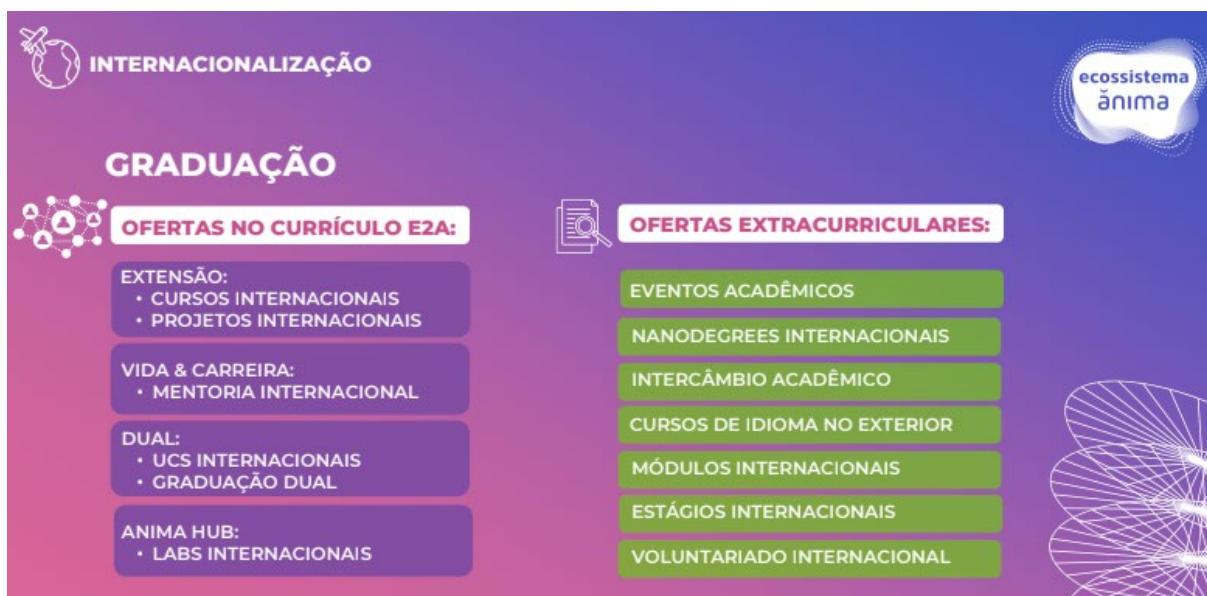 INTERNACIONALIZAÇÃO
ecossistema
ănıma
GRADUAÇÃO
OFERTAS NO CURRÍCULO E2A:
EXTENSÃO:
• CURSOS INTERNACIONAIS
• PROJETOS INTERNACIONAIS
VIDA & CARREIRA:
• MENTORIA INTERNACIONAL
DUAL:
• UCS INTERNACIONAIS
• GRADUAÇÃO DUAL
ANIMA HUB:
• LABS INTERNACIONAIS
OFERTAS EXTRACURRICULARES:
EVENTOS ACADÊMICOS
NANODEGREES INTERNACIONAIS
INTERCÂMBIO ACADÊMICO
CURSOS DE IDIOMA NO EXTERIOR
MÓDULOS INTERNACIONAIS
ESTÁGIOS INTERNACIONAIS
VOLUNTARIADO INTERNACIONAL